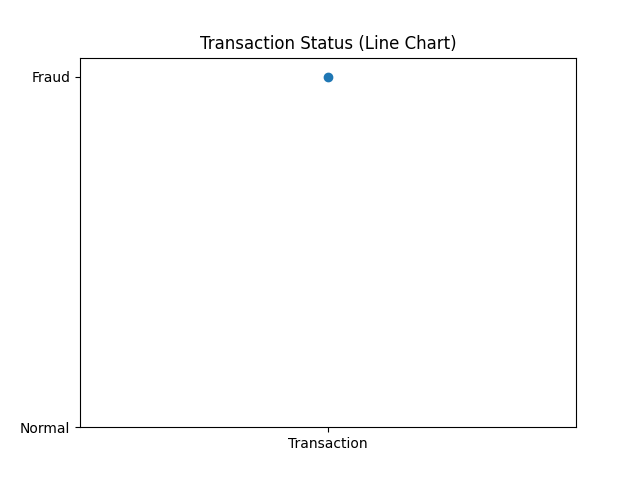 Transaction Status (Line Chart)
Fraud
Normal
Transaction